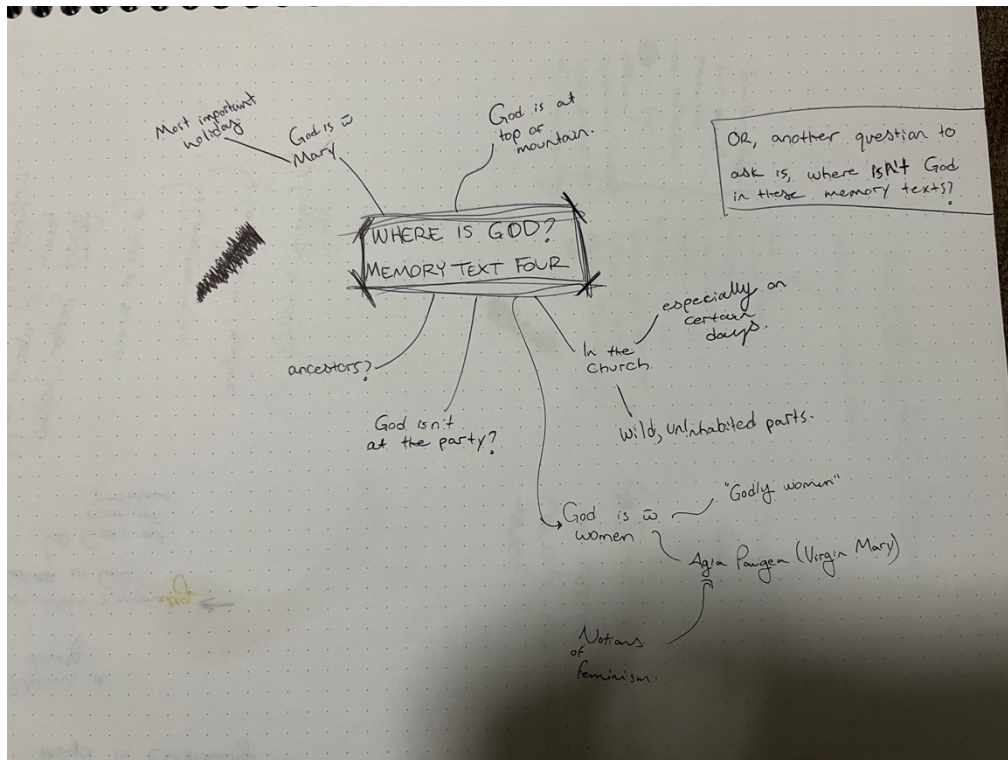 Most important
holiday.
God is w̄
Mary
God is at
top of
mountain.
OR, another question to
ask is, where ISN't God
in these memory texts?
WHERE IS GOD?
MEMORY TEXT FOUR
especially on
certain
days.
In the
church.
ancestors?
God isn't
at the party?
wild, uninhabited parts.
God is w̄
women
"Godly women"
Agia Pangea (Virgin Mary)
Notions
of
feminism.